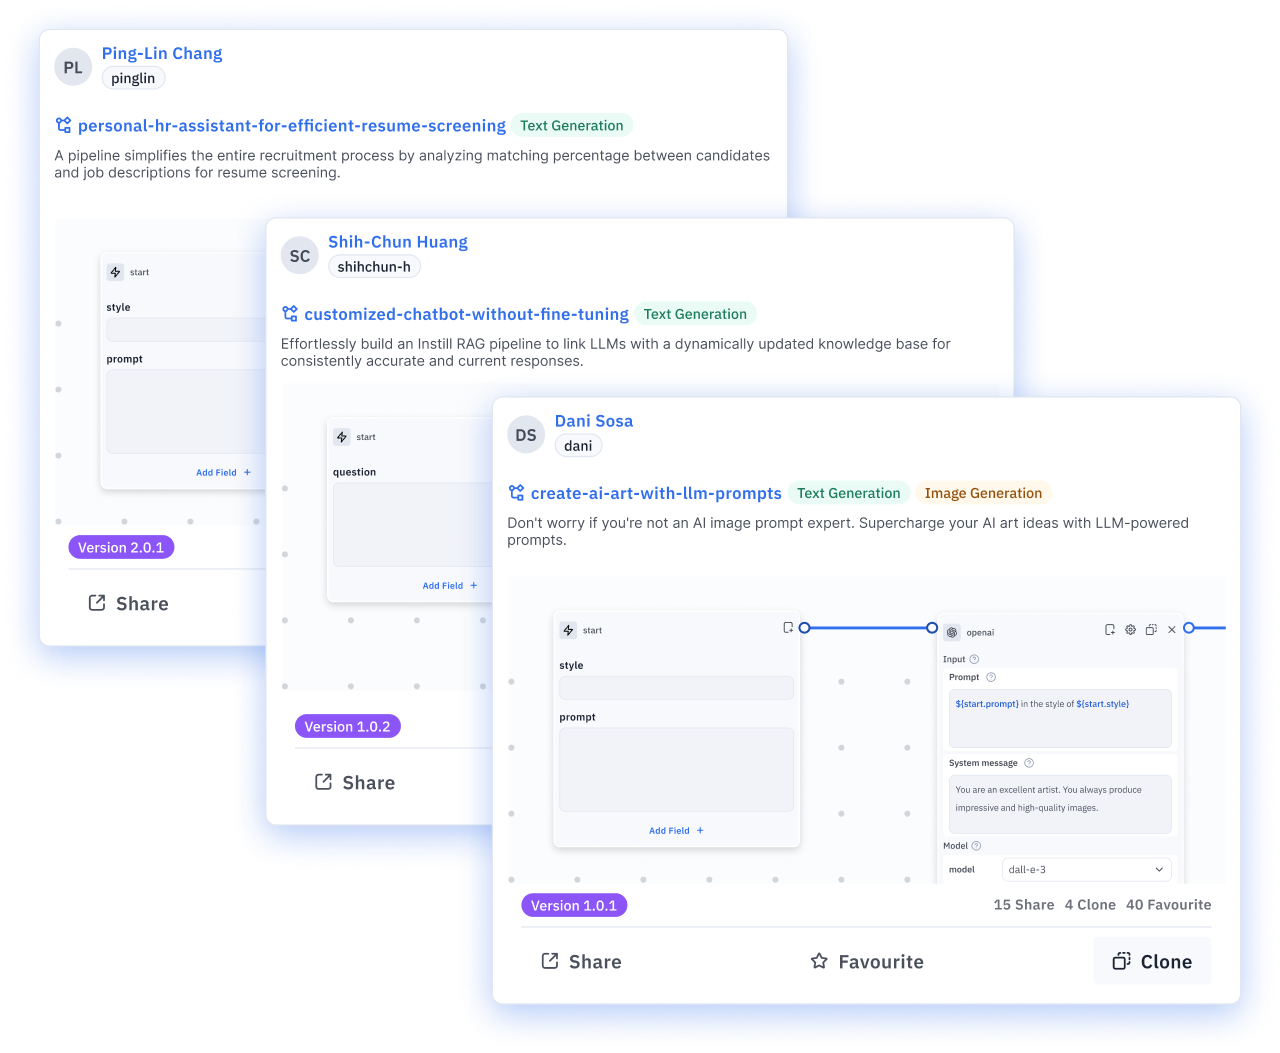 PL
Ping-Lin Chang
pinglin
personal-hr-assistant-for-efficient-resume-screening Text Generation
A pipeline simplifies the entire recruitment process by analyzing matching percentage between candidates
and job descriptions for resume screening.
start
style
prompt
Add Field +
Version 2.0.1
Share
SC
Shih-Chun Huang
shihchun-h
customized-chatbot-without-fine-tuning Text Generation
Effortlessly build an Instill RAG pipeline to link LLMs with a dynamically updated knowledge base for
consistently accurate and current responses.
start
question
Add Field +
Version 1.0.2
Share
DS
Dani Sosa
dani
create-ai-art-with-llm-prompts Text Generation Image Generation
Don't worry if you're not an AI image prompt expert. Supercharge your AI art ideas with LLM-powered
prompts.
start
style
prompt
Add Field +
openai
Input
Prompt
${start.prompt} in the style of ${start.style}
System message
You are an excellent artist. You always produce
impressive and high-quality images.
Model
model dall-e-3
Version 1.0.1
15 Share 4 Clone 40 Favourite
Share Favourite Clone